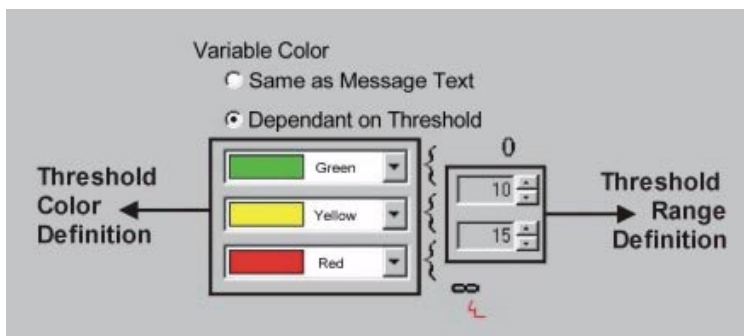 Variable Color
Same as Message Text
Dependant on Threshold
0
Green
10
Yellow
15
Red
∞
Threshold
Color
Definition
Threshold
Range
Definition